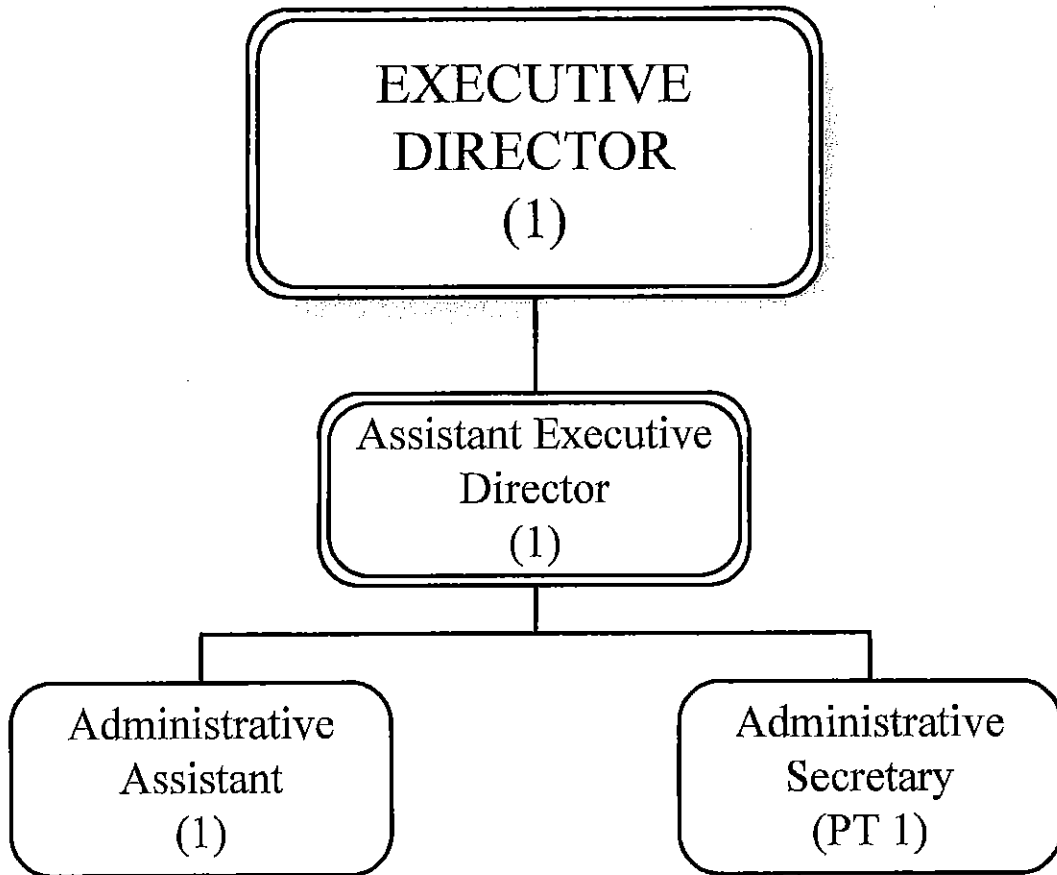 EXECUTIVE
DIRECTOR
(1)
Assistant Executive
Director
(1)
Administrative
Assistant
(1)
Administrative
Secretary
(PT 1)